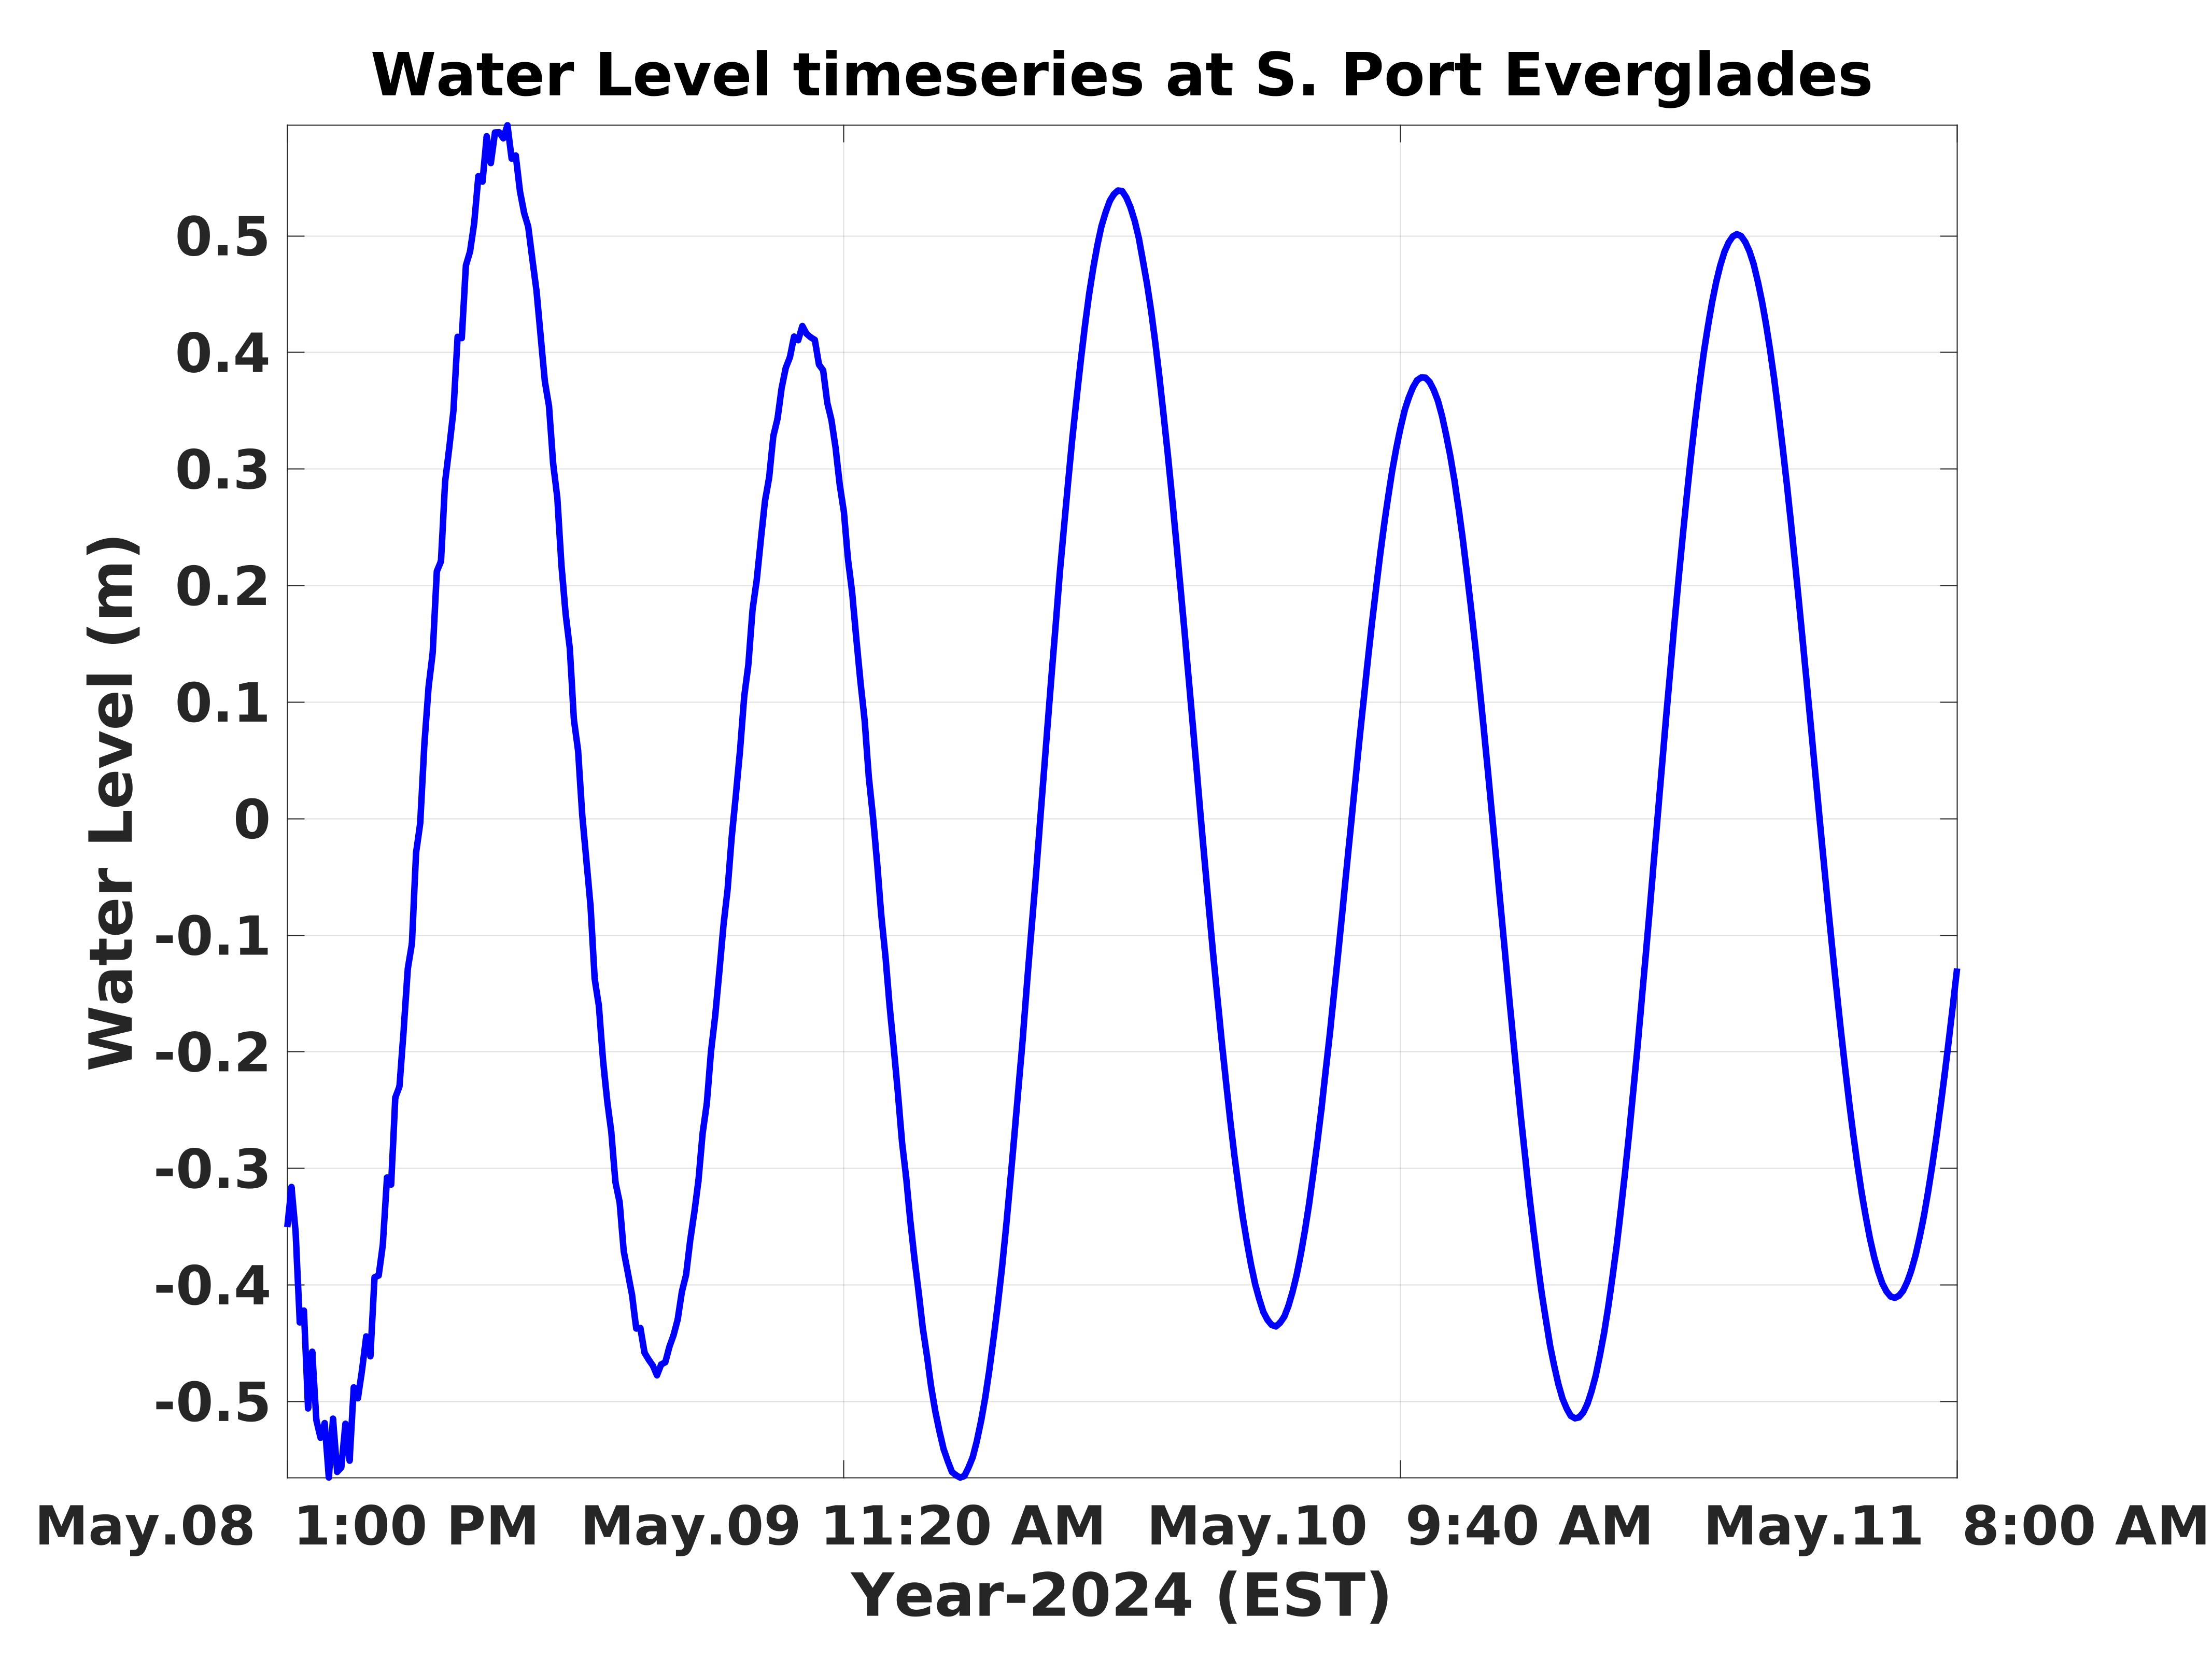 Water Level timeseries at S. Port Everglades
Water Level (m)
0.5
0.4
0.3
0.2
0.1
0
-0.1
-0.2
-0.3
-0.4
-0.5
May.08 1:00 PM May.09 11:20 AM May.10 9:40 AM May.11 8:00 AM
Year-2024 (EST)